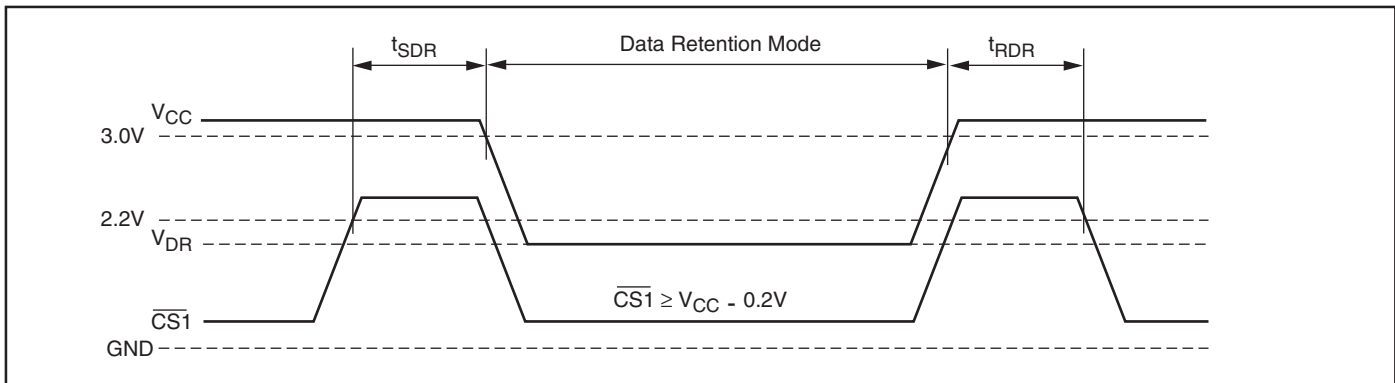 tSDR Data Retention Mode tRDR
VCC
3.0V
2.2V
VDR
CS1 ≥ VCC - 0.2V
CS1
GND